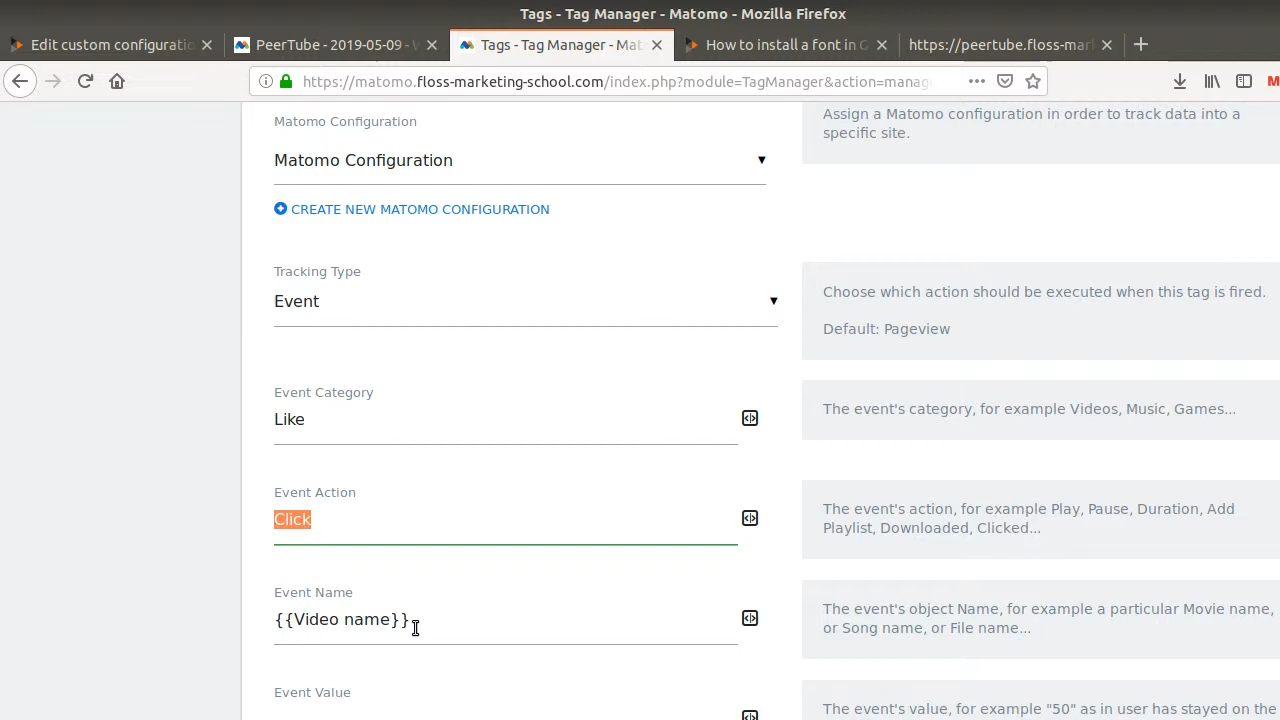 Tags - Tag Manager - Matomo - Mozilla Firefox
Edit custom configuratio
PeerTube - 2019-05-09 -
Tags - Tag Manager - Mat
How to install a font in G
https://peertube.floss-mar
https://matomo.floss-marketing-school.com/index.php?module=TagManager&action=manag
Matomo Configuration
Assign a Matomo configuration in order to track data into a
specific site.
Matomo Configuration
CREATE NEW MATOMO CONFIGURATION
Tracking Type
Event
Choose which action should be executed when this tag is fired.
Default: Pageview
Event Category
Like
The event's category, for example Videos, Music, Games...
Event Action
Click
The event's action, for example Play, Pause, Duration, Add
Playlist, Downloaded, Clicked...
Event Name
{{Video name}}
The event's object Name, for example a particular Movie name,
or Song name, or File name...
Event Value
The event's value, for example "50" as in user has stayed on the